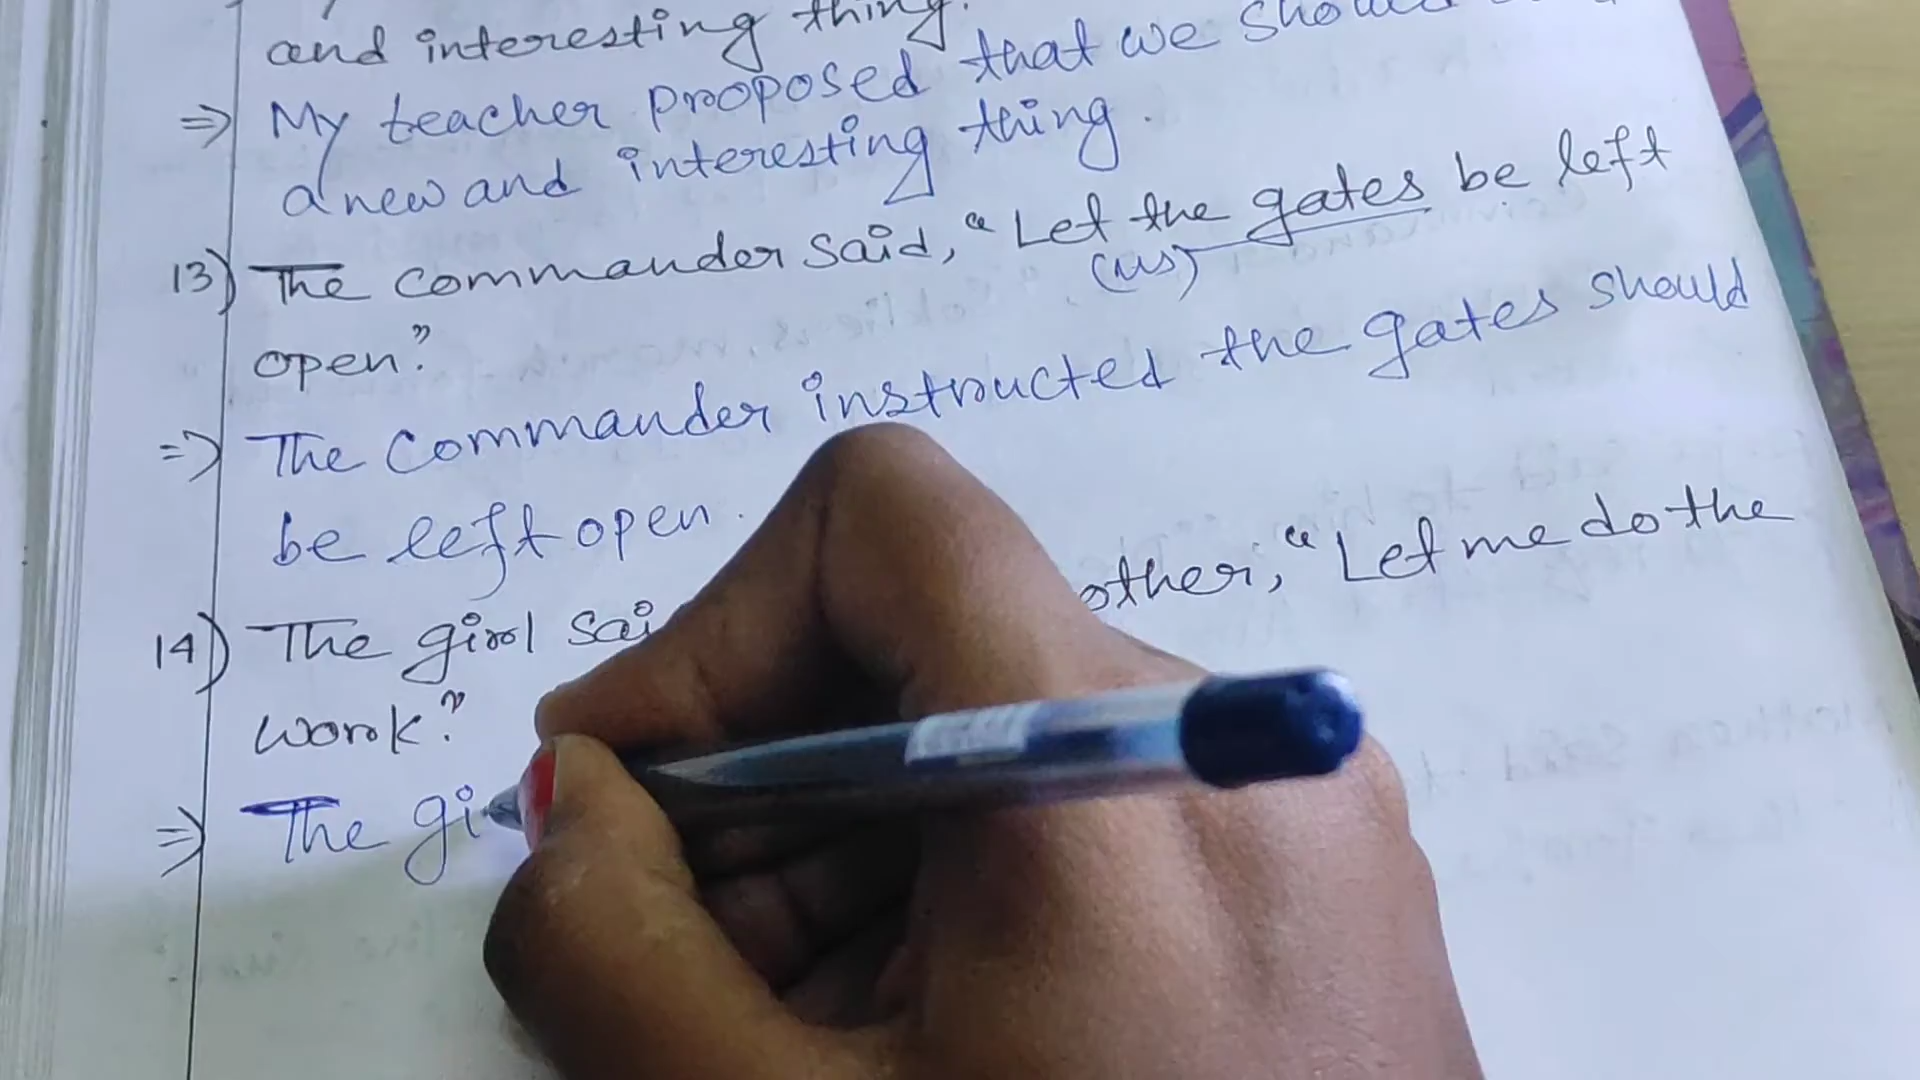 and interesting thing.
⇒ My teacher proposed that we should
a new and interesting thing.
13) The commander said, "Let the gates be left
(us)
open."
⇒ The commander instructed the gates should
be left open.
14) The girl sai other, "Let me do the
work."
⇒ The gi